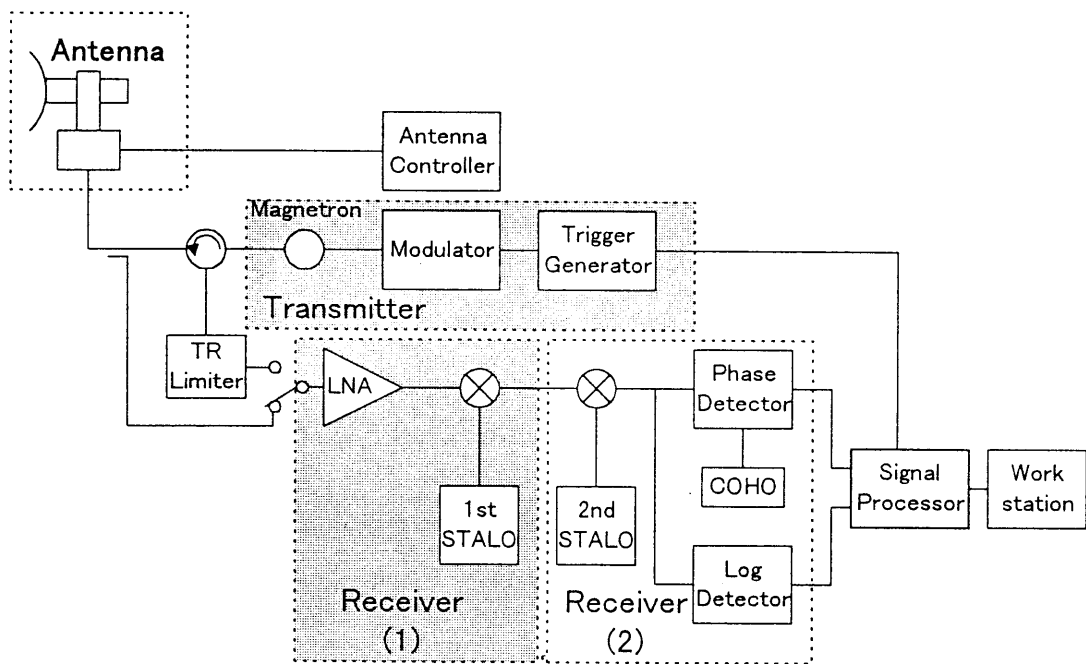 Antenna
Antenna
Controller
Magnetron
Modulator
Trigger
Generator
Transmitter
TR
Limiter
LNA
1st
STALO
Receiver
(1)
2nd
STALO
Receiver
(2)
Phase
Detector
COHO
Log
Detector
Signal
Processor
Work
station